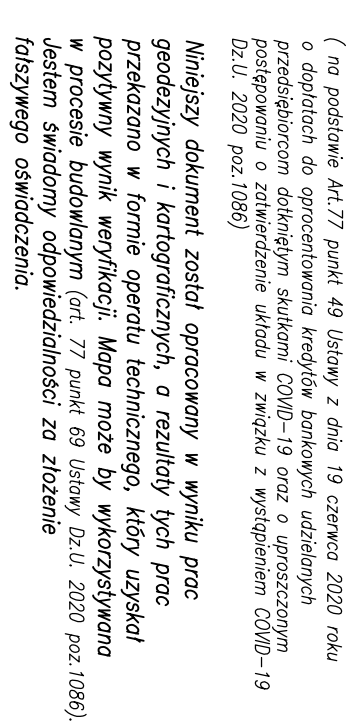 ( na podstawie Art.77 punkt 49 Ustawy z dnia 19 czerwca 2020 roku
o dopłatach do oprocentowania kredytów bankowych udzielanych
przedsiębiorcom dotkniętym skutkami COVID-19 oraz o uproszczonym
postępowaniu o zatwierdzenie układu w związku z wystąpieniem COVID-19
Dz.U. 2020 poz.1086)
Niniejszy dokument został opracowany w wyniku prac
geodezyjnych i kartograficznych, a rezultaty tych prac
przekazano w formie operatu technicznego, który uzyskał
pozytywny wynik weryfikacji. Mapa może by wykorzystywana
w procesie budowlanym (art. 77 punkt 69 Ustawy Dz.U. 2020 poz.1086).
Jestem świadomy odpowiedzialności za złożenie
fałszywego oświadczenia.